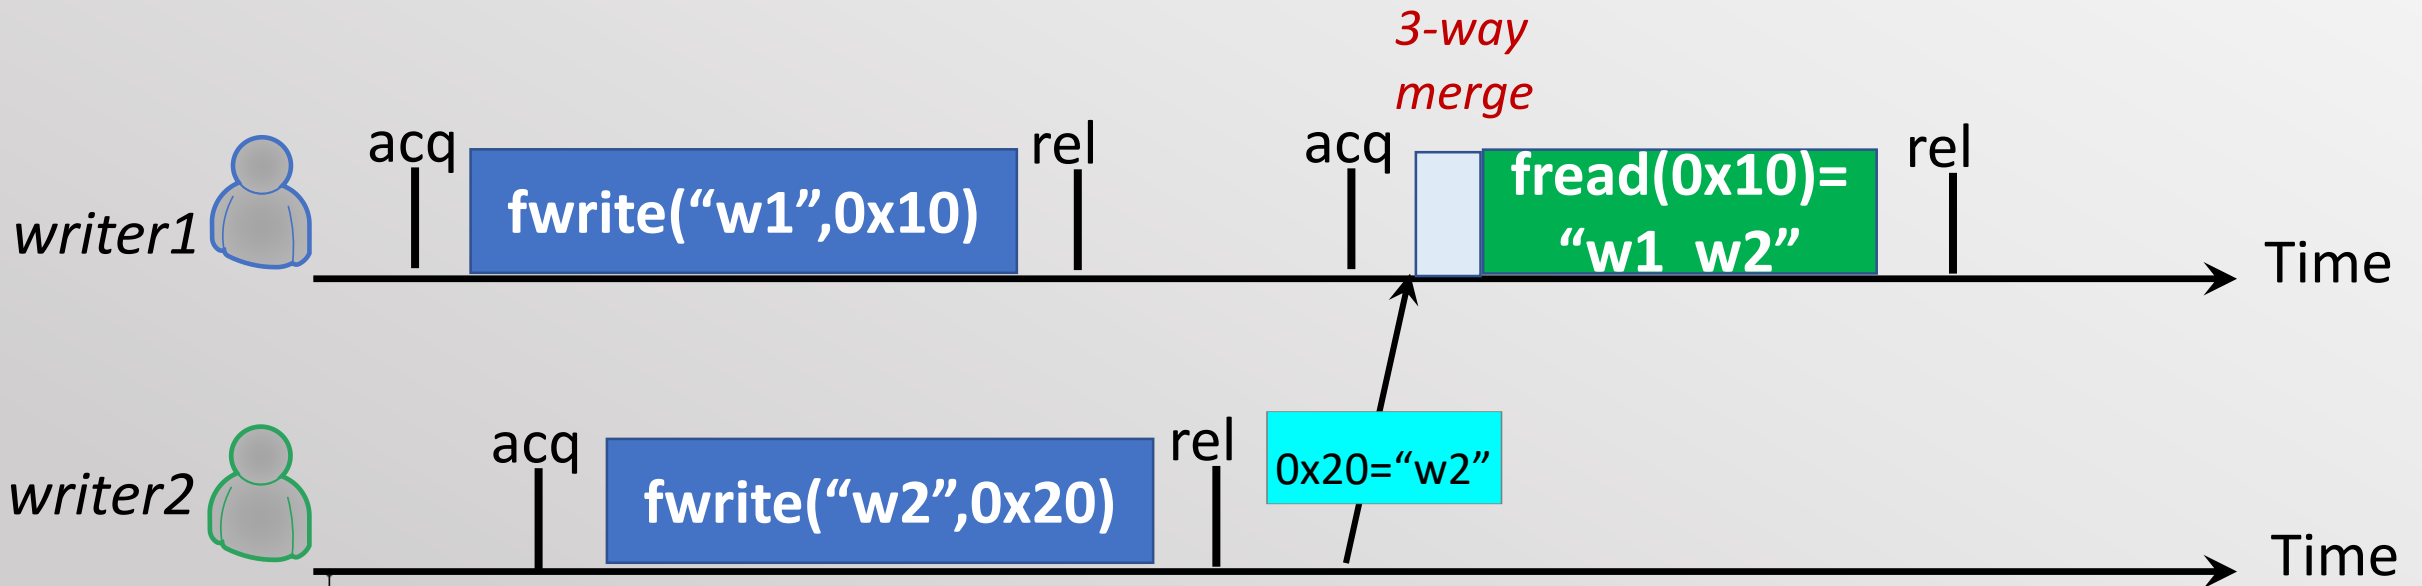 3-way
merge
acq
rel
acq
rel
writer1
fwrite(“w1”,0x10)
fread(0x10)=
“w1 w2”
Time
acq
rel
writer2
fwrite(“w2”,0x20)
0x20=“w2”
Time